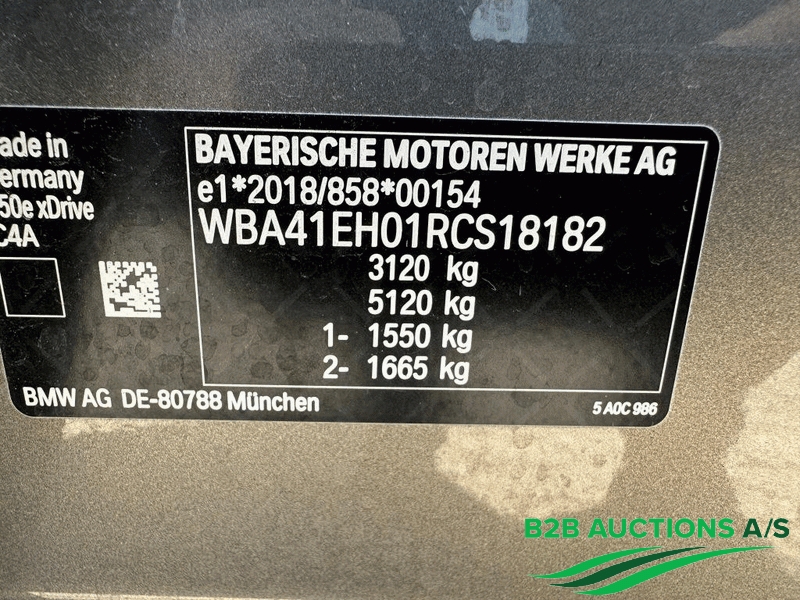 ade in
ermany
50e xDrive
C4A
BAYERISCHE MOTOREN WERKE AG
e1*2018/858*00154
WBA41EH01RCS18182
3120 kg
5120 kg
1- 1550 kg
2- 1665 kg
BMW AG DE-80788 München
5 A0C 986
B2B AUCTIONS A/S